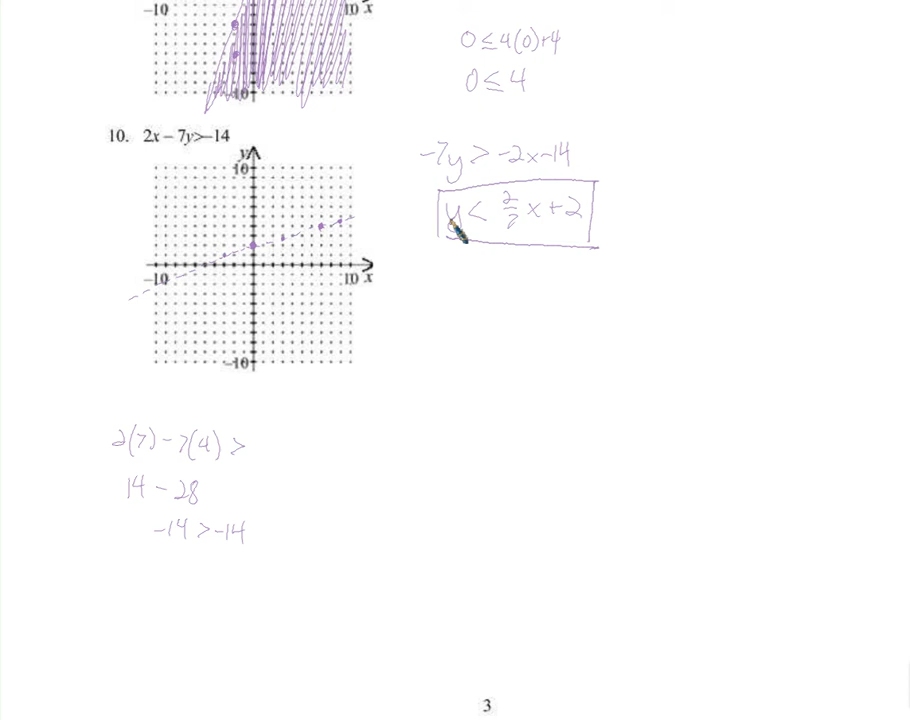 -10 10 x
-10
0 ≤ 4(0)+4
0 ≤ 4
10. 2x – 7y>–14
-7y > -2x-14
y < 2/7 x + 2
y
10
-10 10 x
-10
2(7) - 7(4) >
14 - 28
-14 > -14
3